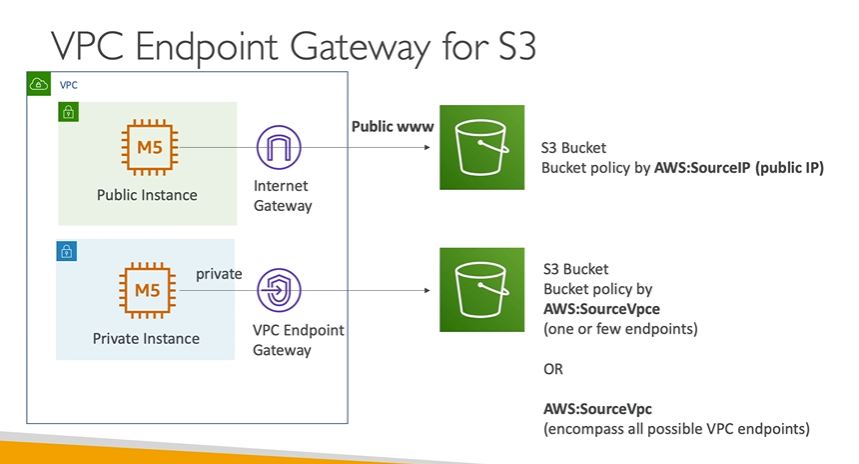 VPC Endpoint Gateway for S3
VPC
M5
Public Instance
Internet
Gateway
Public www
S3 Bucket
Bucket policy by AWS:SourceIP (public IP)
M5
Private Instance
private
VPC Endpoint
Gateway
S3 Bucket
Bucket policy by
AWS:SourceVpce
(one or few endpoints)
OR
AWS:SourceVpc
(encompass all possible VPC endpoints)